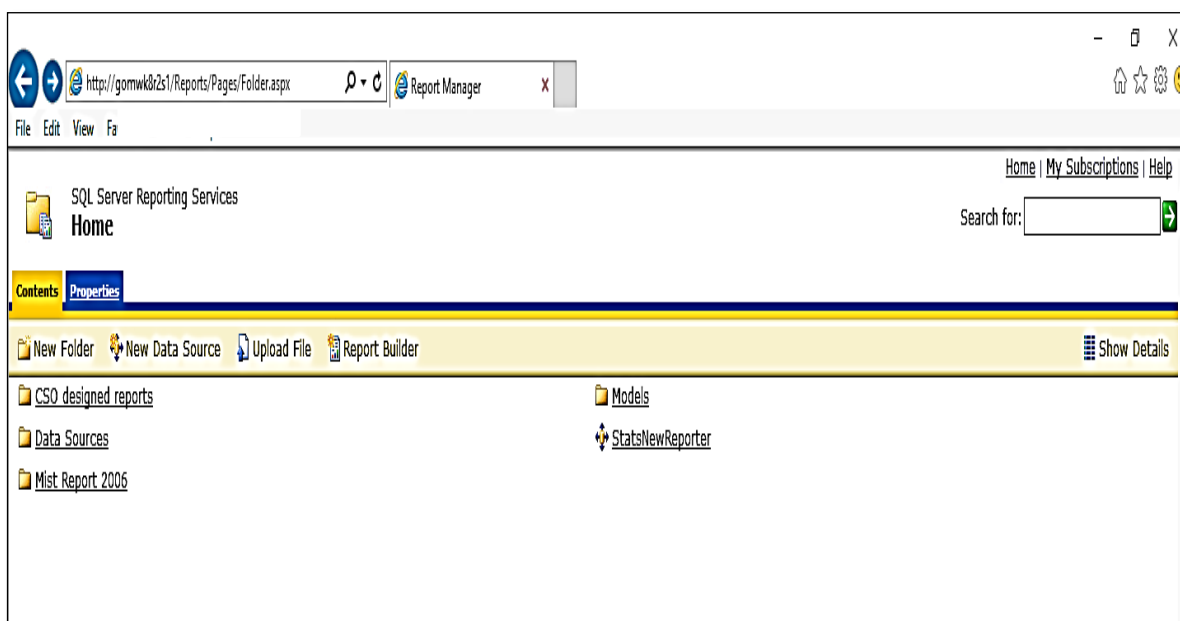 http://gomwk8r2s1/Reports/Pages/Folder.aspx
Report Manager
File Edit View Fa
Home | My Subscriptions | Help
SQL Server Reporting Services
Home
Search for:
Contents Properties
New Folder New Data Source Upload File Report Builder Show Details
CSO designed reports Models
Data Sources StatsNewReporter
Mist Report 2006